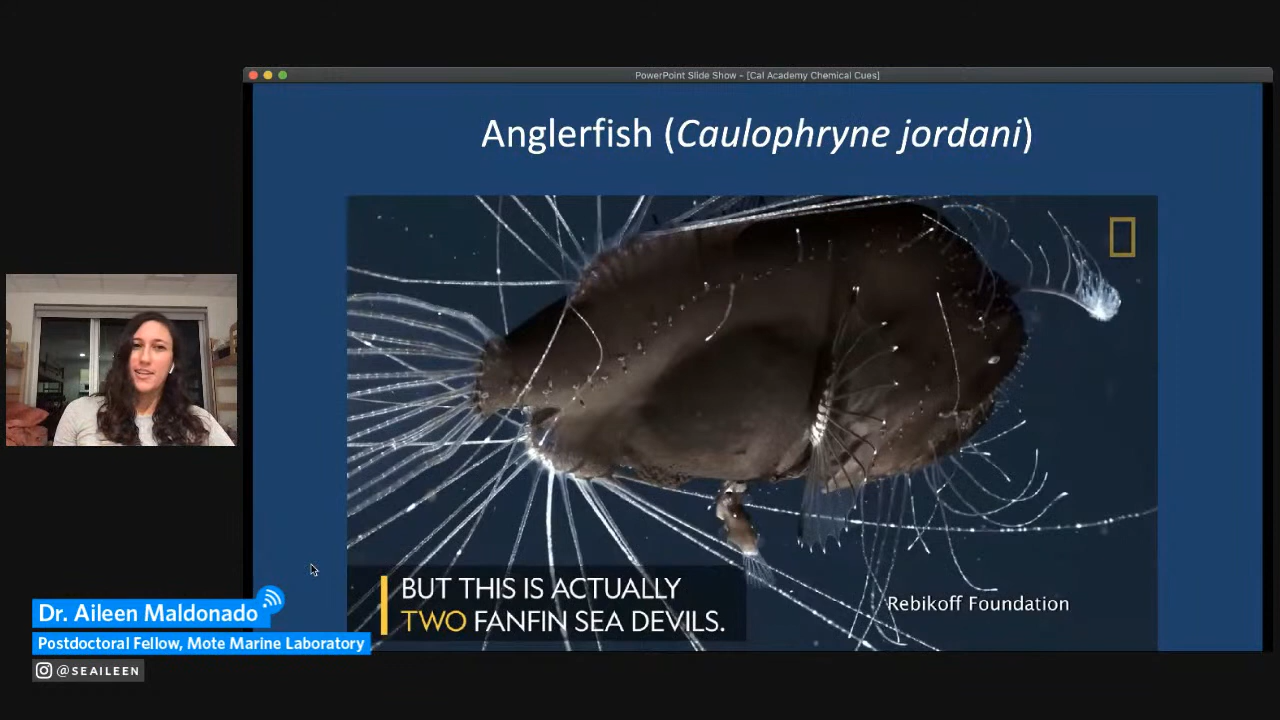 PowerPoint Slide Show - [Cal Academy Chemical Cues]
Anglerfish (Caulophryne jordani)
BUT THIS IS ACTUALLY
TWO FANFIN SEA DEVILS.
Rebikoff Foundation
Dr. Aileen Maldonado
Postdoctoral Fellow, Mote Marine Laboratory
@SEAILEEN